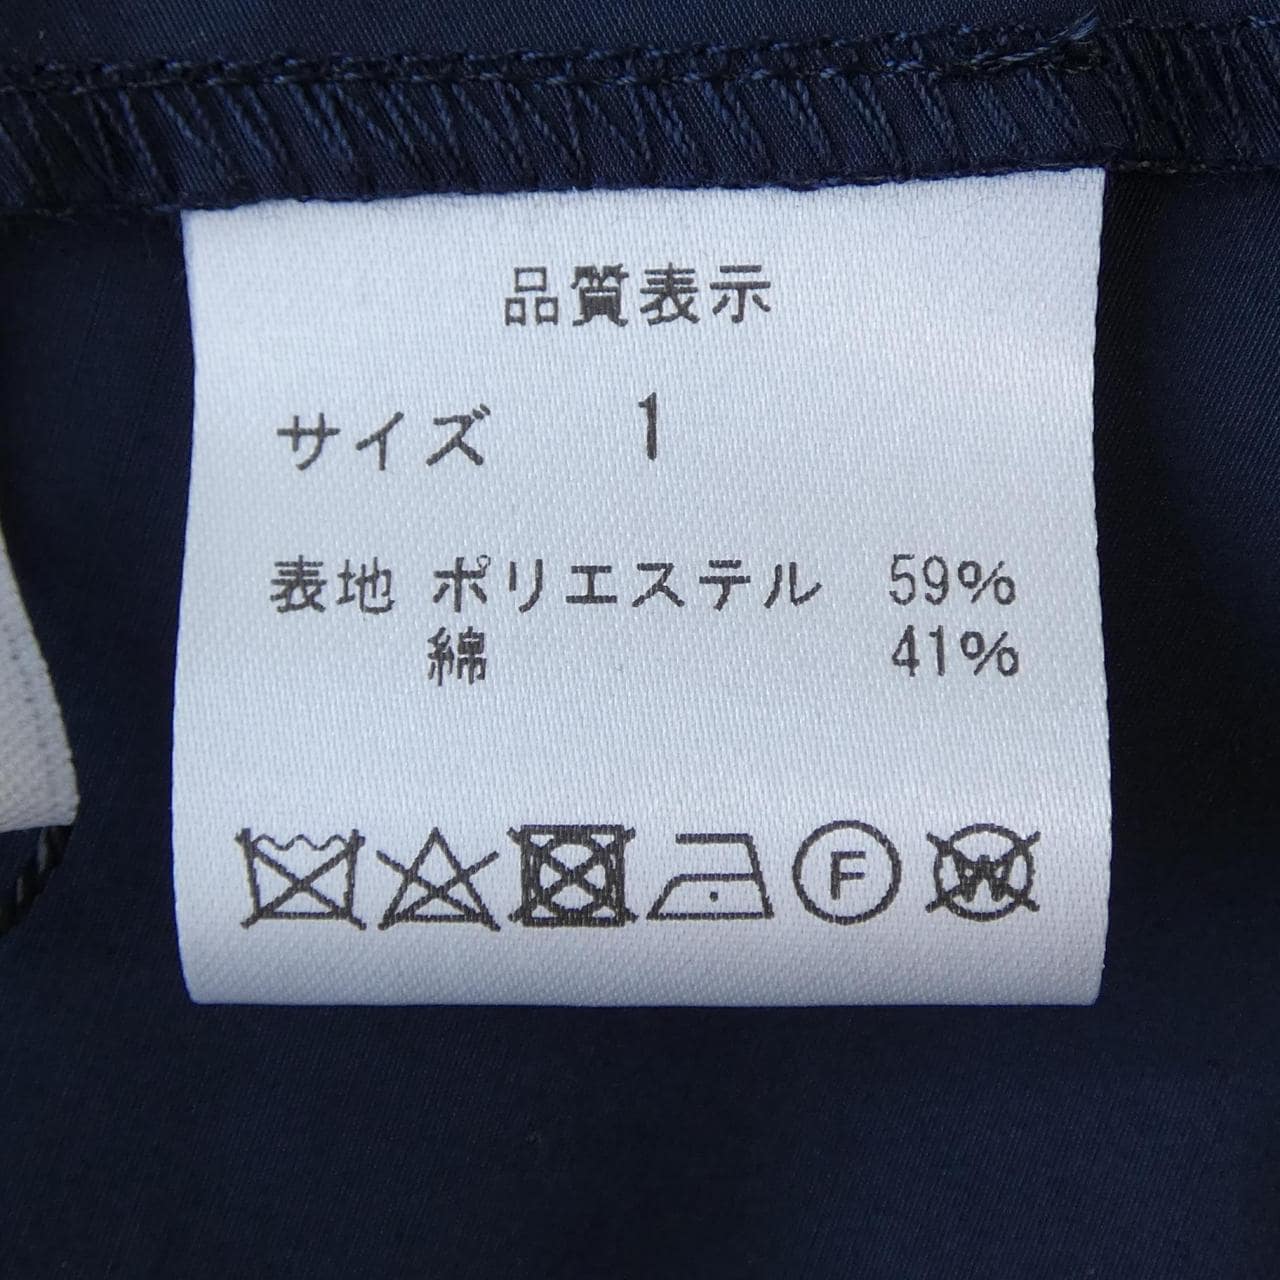 品質表示
サイズ 1
表地 ポリエステル 59%
綿 41%
F W